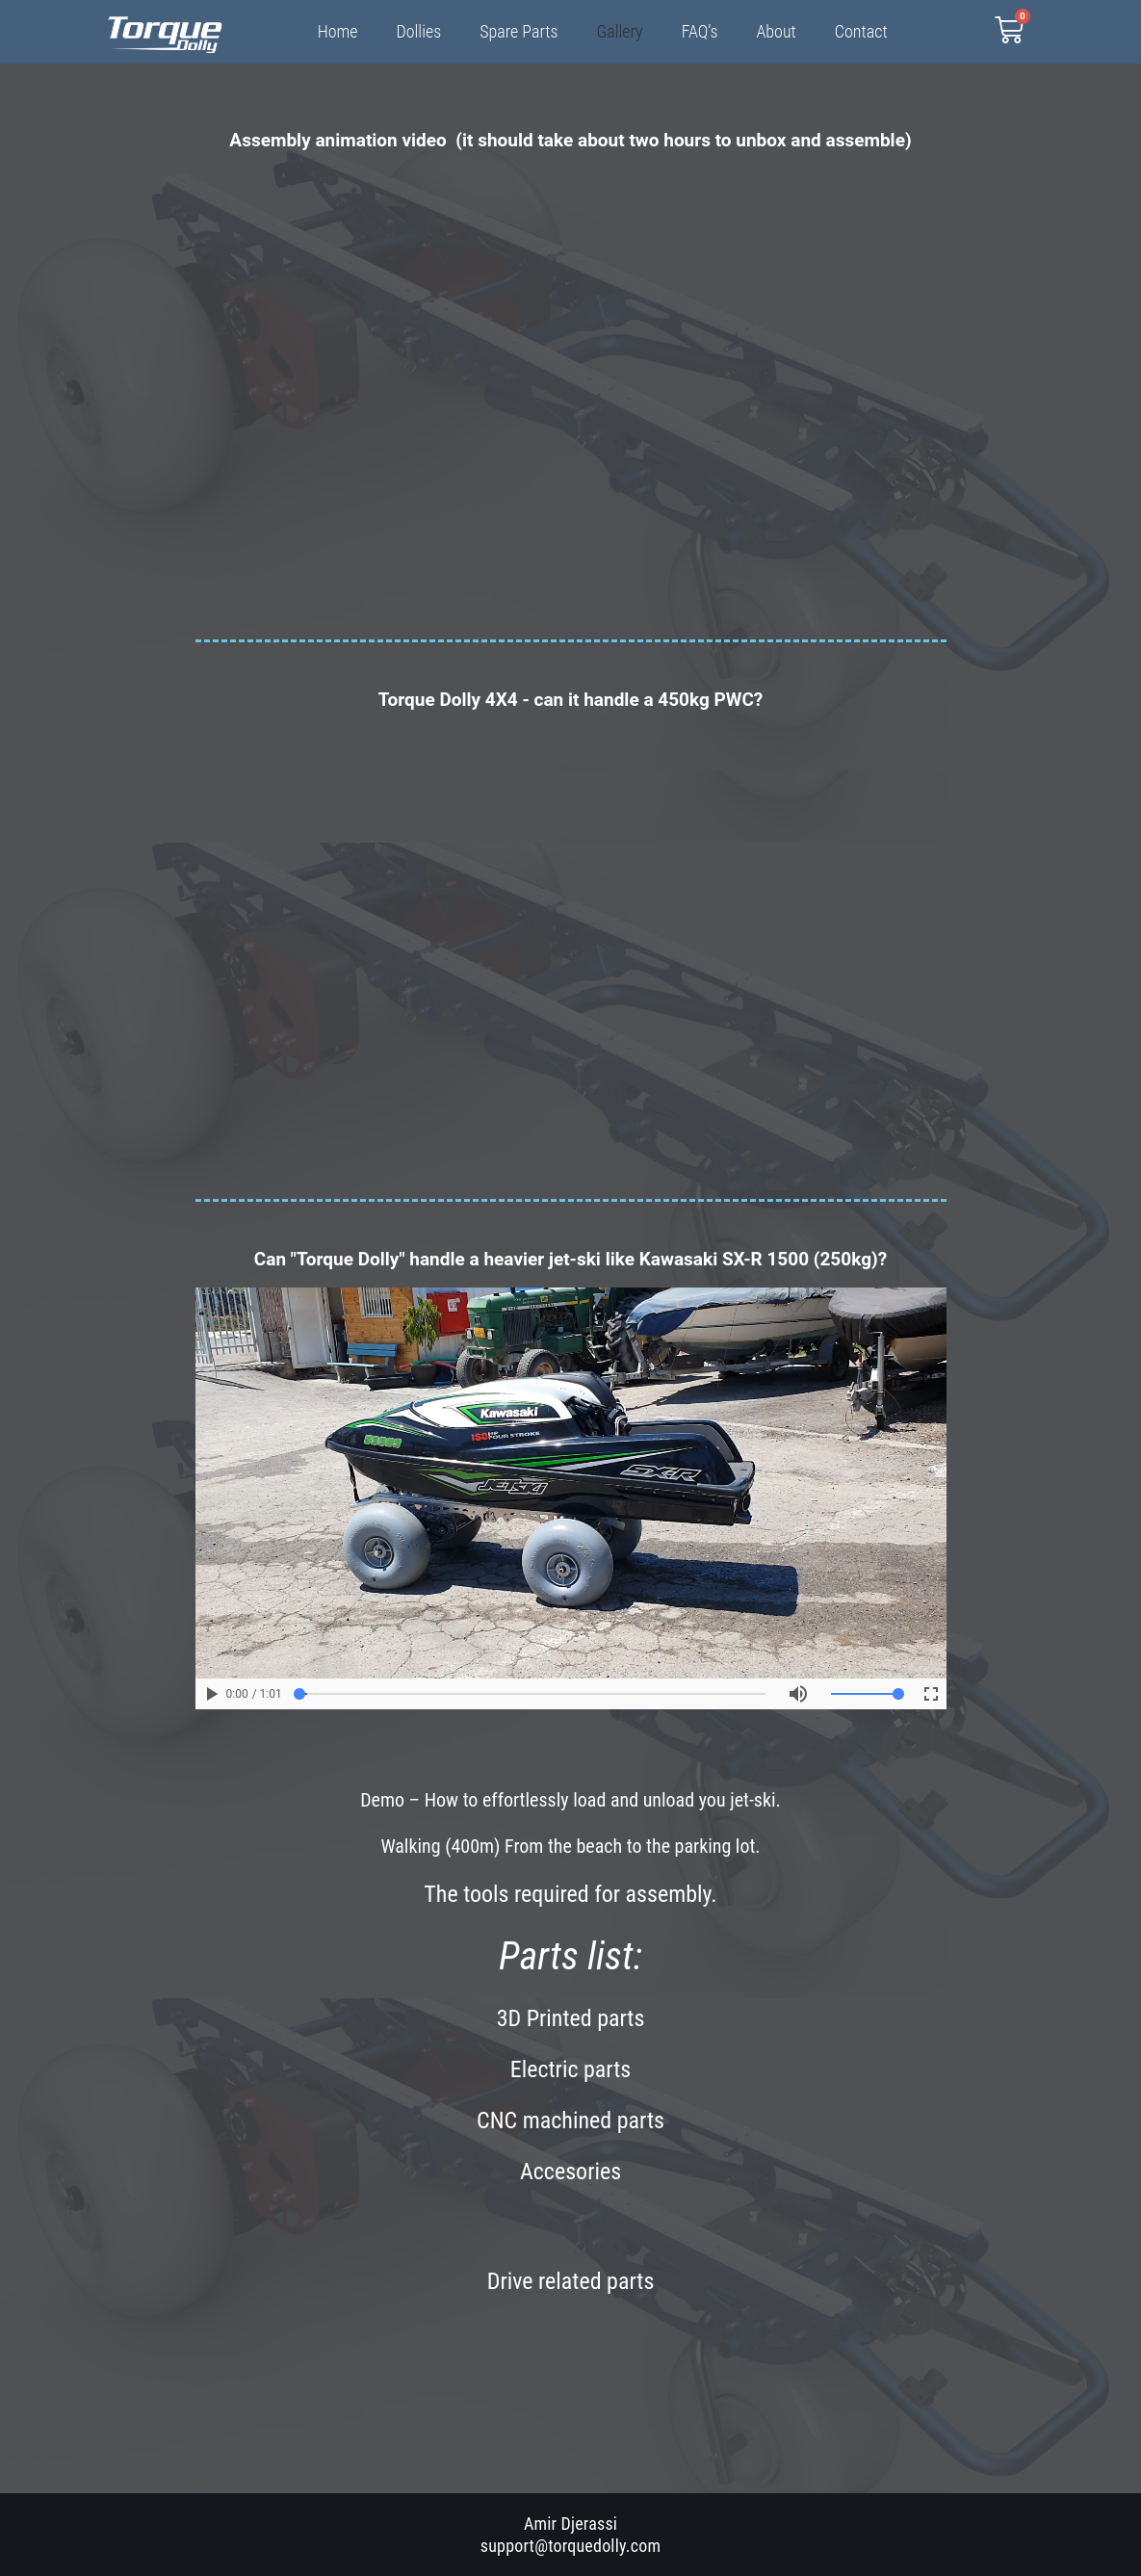 Torque
Dolly
Home Dollies Spare Parts Gallery FAQ's About Contact
0
Assembly animation video (it should take about two hours to unbox and assemble)
Torque Dolly 4X4 - can it handle a 450kg PWC?
Can "Torque Dolly" handle a heavier jet-ski like Kawasaki SX-R 1500 (250kg)?
Kawasaki
HP
FOUR STROKE
SX-R
JETSKI
0:00 / 1:01
Demo – How to effortlessly load and unload you jet-ski.
Walking (400m) From the beach to the parking lot.
The tools required for assembly.
Parts list:
3D Printed parts
Electric parts
CNC machined parts
Accesories
Drive related parts
Amir Djerassi
support@torquedolly.com